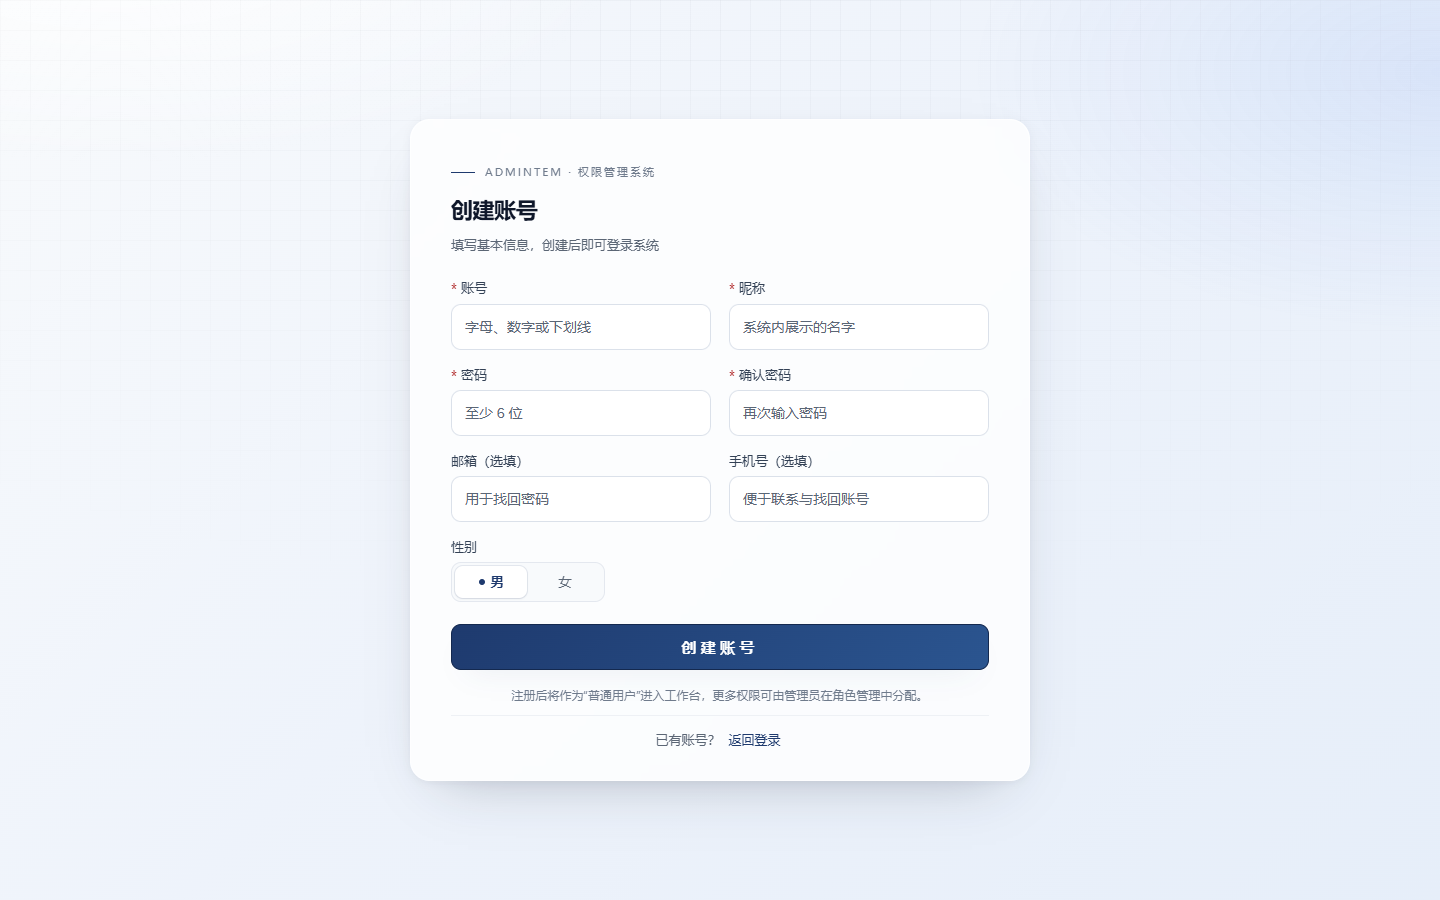 ADMINTEM · 权限管理系统
创建账号
填写基本信息，创建后即可登录系统
* 账号
* 昵称
字母、数字或下划线
系统内展示的名字
* 密码
* 确认密码
至少 6 位
再次输入密码
邮箱（选填）
手机号（选填）
用于找回密码
便于联系与找回账号
性别
男
女
创建账号
注册后将作为“普通用户”进入工作台，更多权限可由管理员在角色管理中分配。
已有账号？ 返回登录